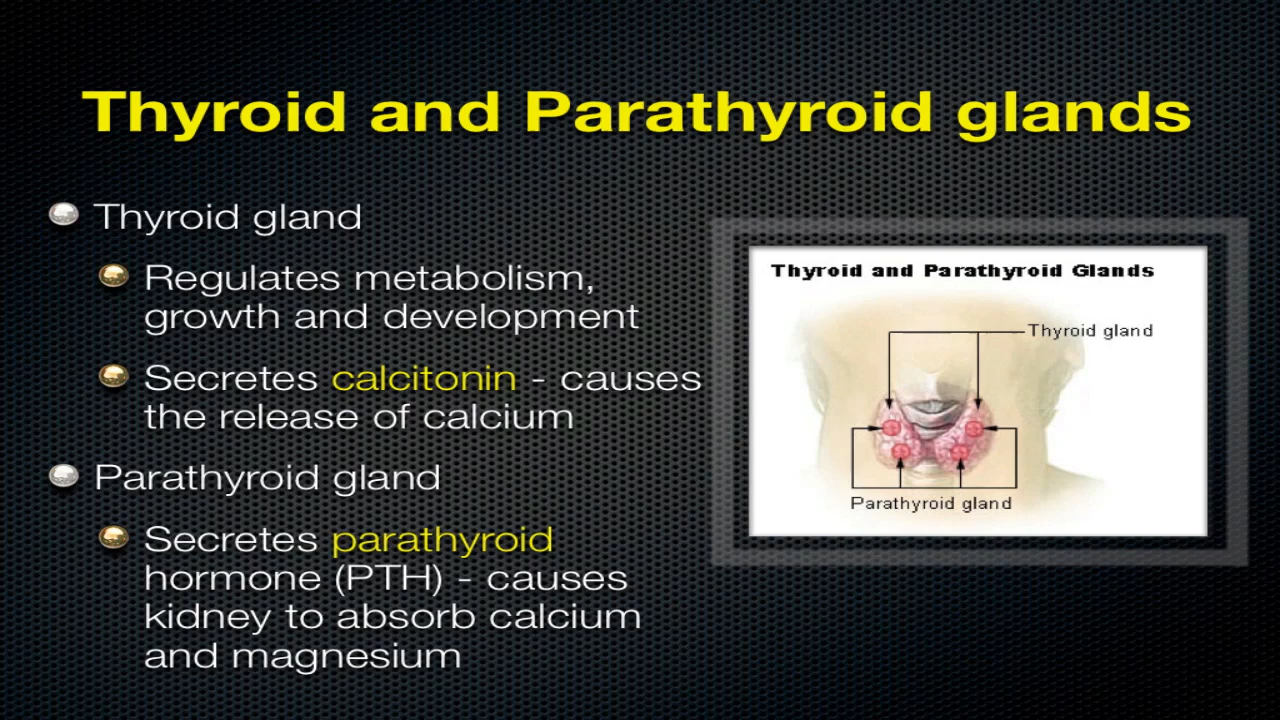 Thyroid and Parathyroid glands
Thyroid gland
Regulates metabolism,
growth and development
Secretes calcitonin - causes
the release of calcium
Parathyroid gland
Secretes parathyroid
hormone (PTH) - causes
kidney to absorb calcium
and magnesium
Thyroid and Parathyroid Glands
Thyroid gland
Parathyroid gland